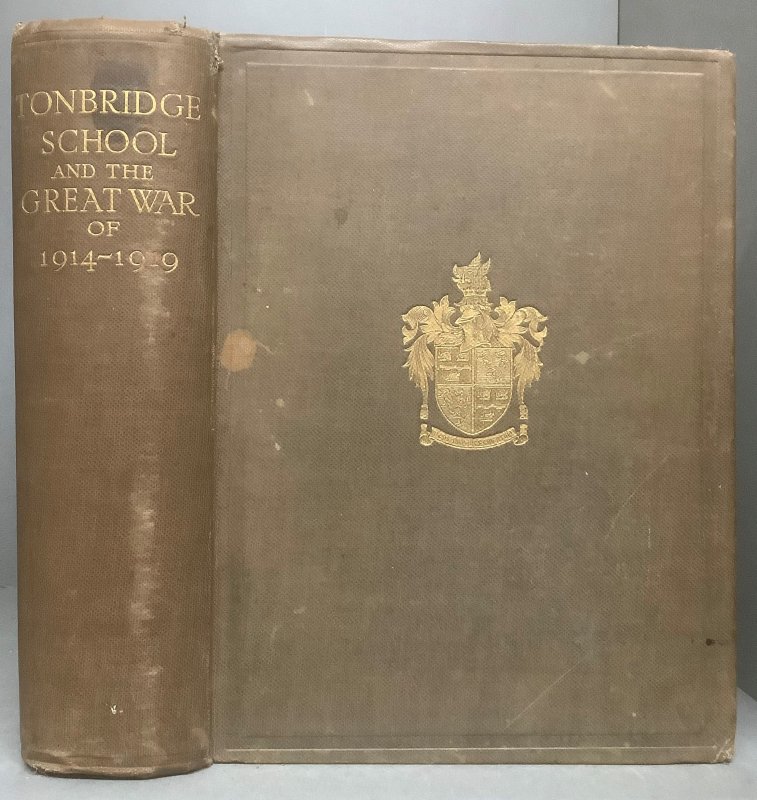 TONBRIDGE
SCHOOL
AND THE
GREAT WAR
OF
1914-1919